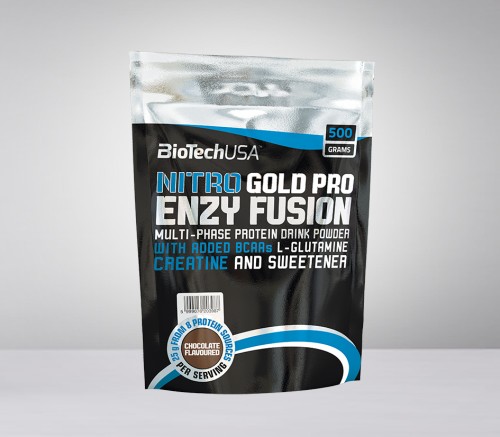 500
GRAMS
BioTechUSA™
NITRO GOLD PRO
ENZY FUSION
MULTI-PHASE PROTEIN DRINK POWDER
WITH ADDED BCAAs L-GLUTAMINE
CREATINE AND SWEETENER
25 g FROM 8 PROTEIN SOURCES
CHOCOLATE
FLAVOURED
PER SERVING